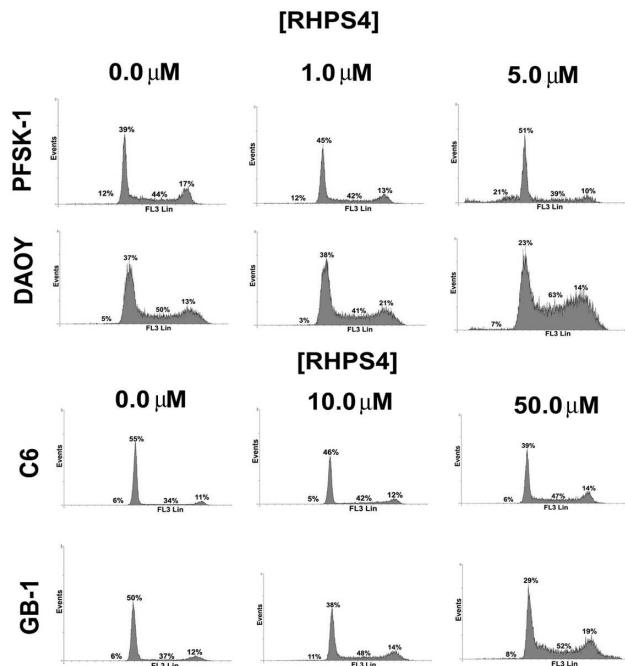 [RHPS4]
0.0 µM 1.0 µM 5.0 µM
PFSK-1
Events 12% 39% 44% 17% FL3 Lin
Events 12% 45% 42% 13% FL3 Lin
Events 21% 51% 39% 10% FL3 Lin
DAOY
Events 5% 37% 50% 13% FL3 Lin
Events 3% 38% 41% 21% FL3 Lin
Events 7% 23% 63% 14% FL3 Lin
[RHPS4]
0.0 µM 10.0 µM 50.0 µM
C6
Events 6% 55% 34% 11% FL3 Lin
Events 5% 46% 42% 12% FL3 Lin
Events 6% 39% 47% 14% FL3 Lin
GB-1
Events 6% 50% 37% 12% FL3 Lin
Events 11% 38% 48% 14% FL3 Lin
Events 8% 29% 52% 19% FL3 Lin